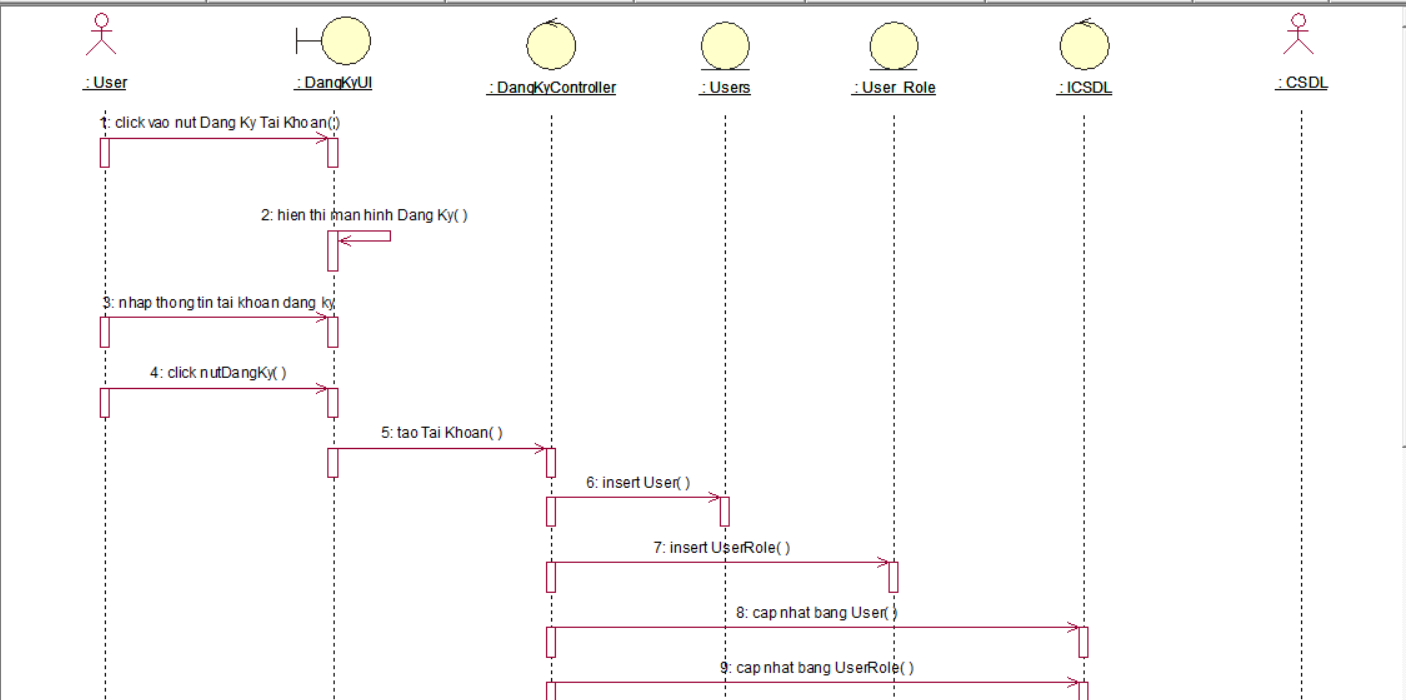 : User
: DangKyUI
: DangKyController
: Users
: User_Role
: ICSDL
: CSDL
1: click vao nut Dang Ky Tai Khoan( )
2: hien thi man hinh Dang Ky( )
3: nhap thong tin tai khoan dang ky
4: click nutDangKy( )
5: tao Tai Khoan( )
6: insert User( )
7: insert UserRole( )
8: cap nhat bang User( )
9: cap nhat bang UserRole( )